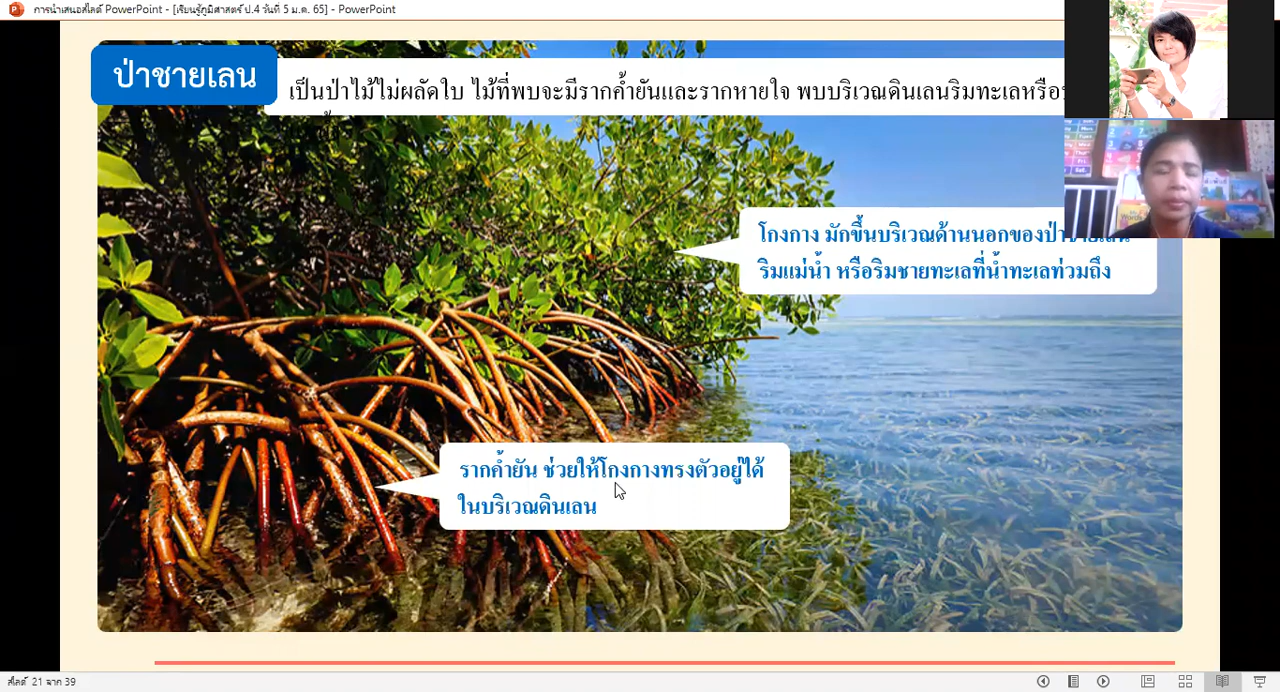 การนำเสนอสไลด์ PowerPoint - [เรียนรู้ภูมิศาสตร์ ป.4 วันที่ 5 ม.ค. 65] - PowerPoint
ป่าชายเลน
เป็นป่าไม้ไม่ผลัดใบ ไม้ที่พบจะมีรากค้ำยันและรากหายใจ พบบริเวณดินเลนริมทะเลหรือ
โกงกาง มักขึ้นบริเวณด้านนอกของป่าชายเลน
ริมแม่น้ำ หรือริมชายทะเลที่น้ำทะเลท่วมถึง
รากค้ำยัน ช่วยให้โกงกางทรงตัวอยู่ได้
ในบริเวณดินเลน
สไลด์ 21 จาก 39